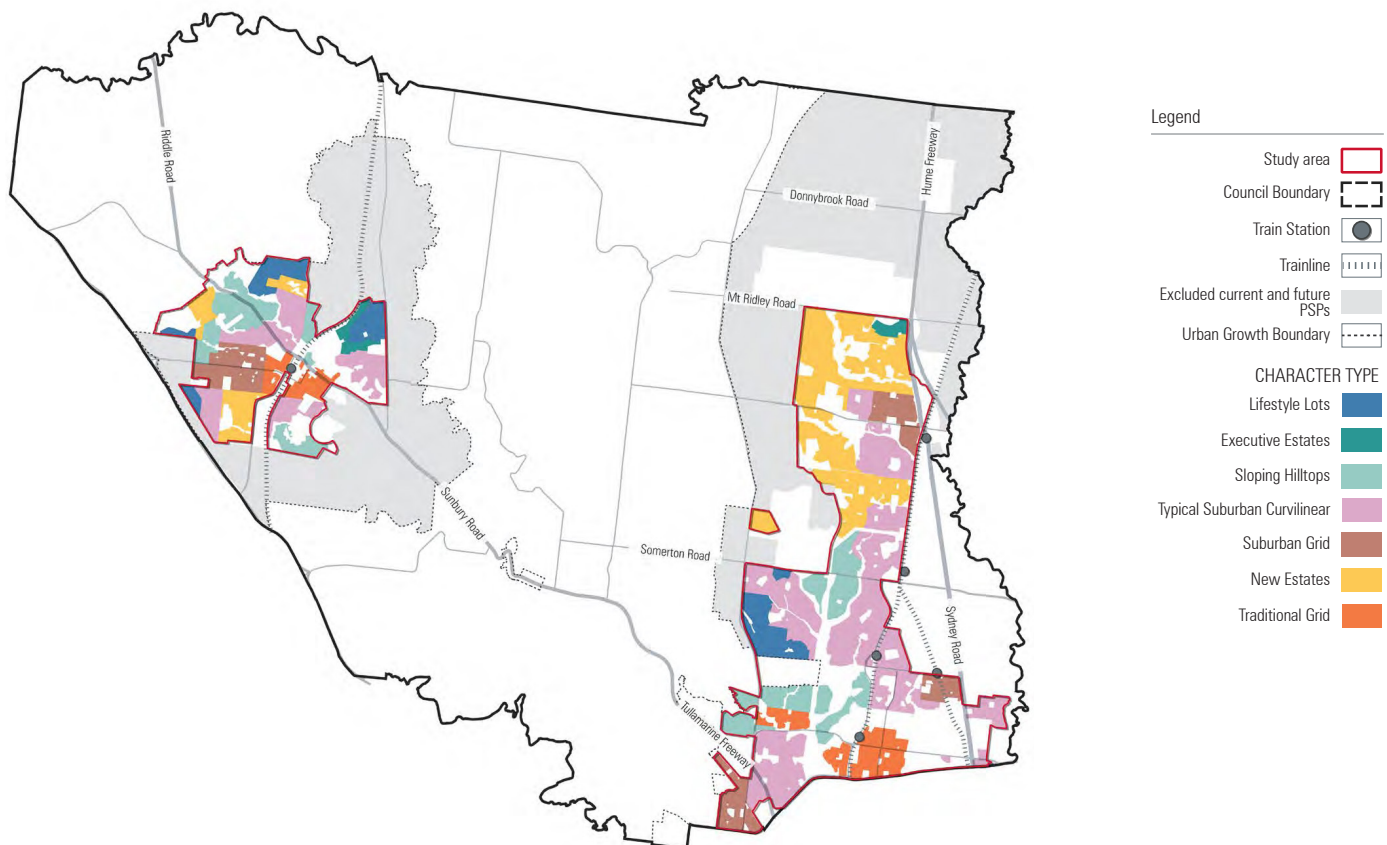 Riddle Road
Hume Freeway
Donnybrook Road
Mt Ridley Road
Sunbury Road
Somerton Road
Sydney Road
Tullamarine Freeway
Legend
Study area
Council Boundary
Train Station
Trainline
Excluded current and future
PSPs
Urban Growth Boundary
CHARACTER TYPE
Lifestyle Lots
Executive Estates
Sloping Hilltops
Typical Suburban Curvilinear
Suburban Grid
New Estates
Traditional Grid